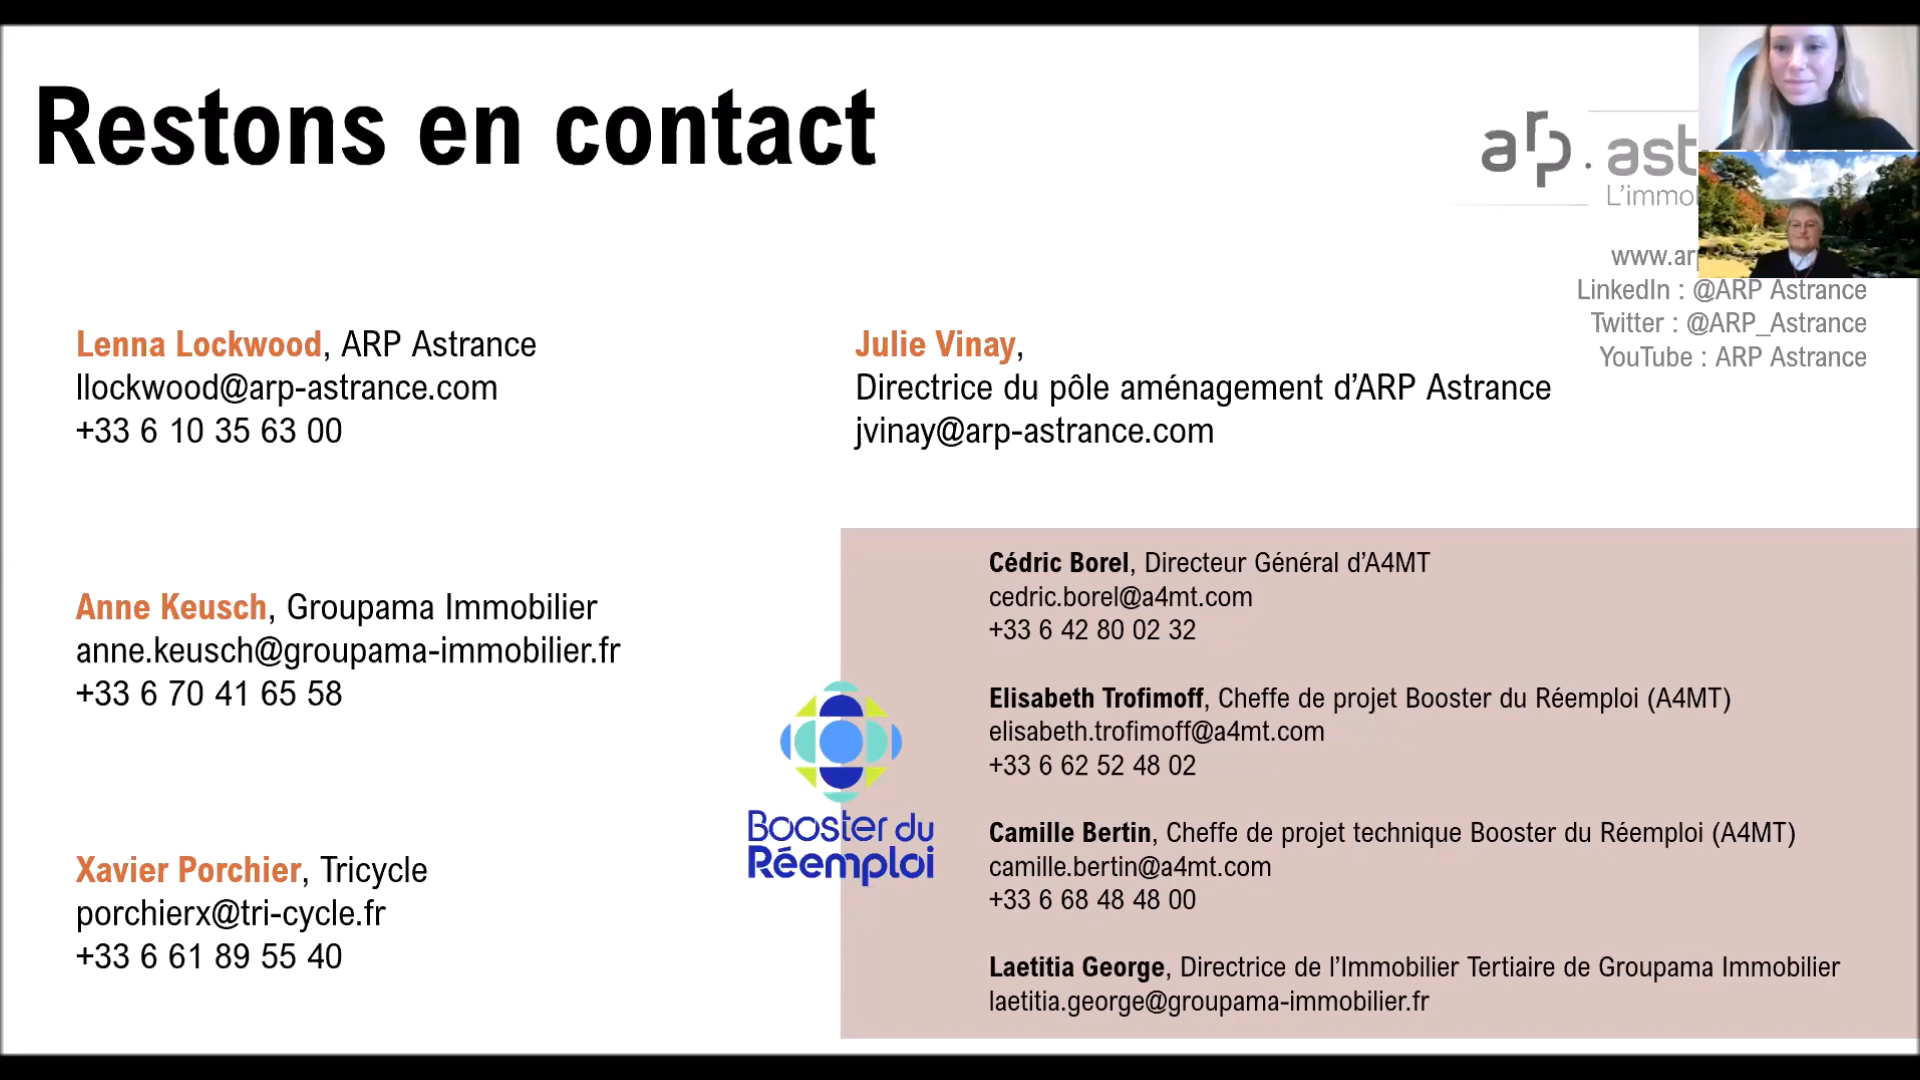 Restons en contact
arp.
www.
LinkedIn : @ARP Astrance
Twitter : @ARP_Astrance
YouTube : ARP Astrance
Lenna Lockwood, ARP Astrance
llockwood@arp-astrance.com
+33 6 10 35 63 00
Julie Vinay,
Directrice du pôle aménagement d’ARP Astrance
jvinay@arp-astrance.com
Anne Keusch, Groupama Immobilier
anne.keusch@groupama-immobilier.fr
+33 6 70 41 65 58
Xavier Porchier, Tricycle
porchierx@tri-cycle.fr
+33 6 61 89 55 40
Booster du
Réemploi
Cédric Borel, Directeur Général d’A4MT
cedric.borel@a4mt.com
+33 6 42 80 02 32
Elisabeth Trofimoff, Cheffe de projet Booster du Réemploi (A4MT)
elisabeth.trofimoff@a4mt.com
+33 6 62 52 48 02
Camille Bertin, Cheffe de projet technique Booster du Réemploi (A4MT)
camille.bertin@a4mt.com
+33 6 68 48 48 00
Laetitia George, Directrice de l’Immobilier Tertiaire de Groupama Immobilier
laetitia.george@groupama-immobilier.fr